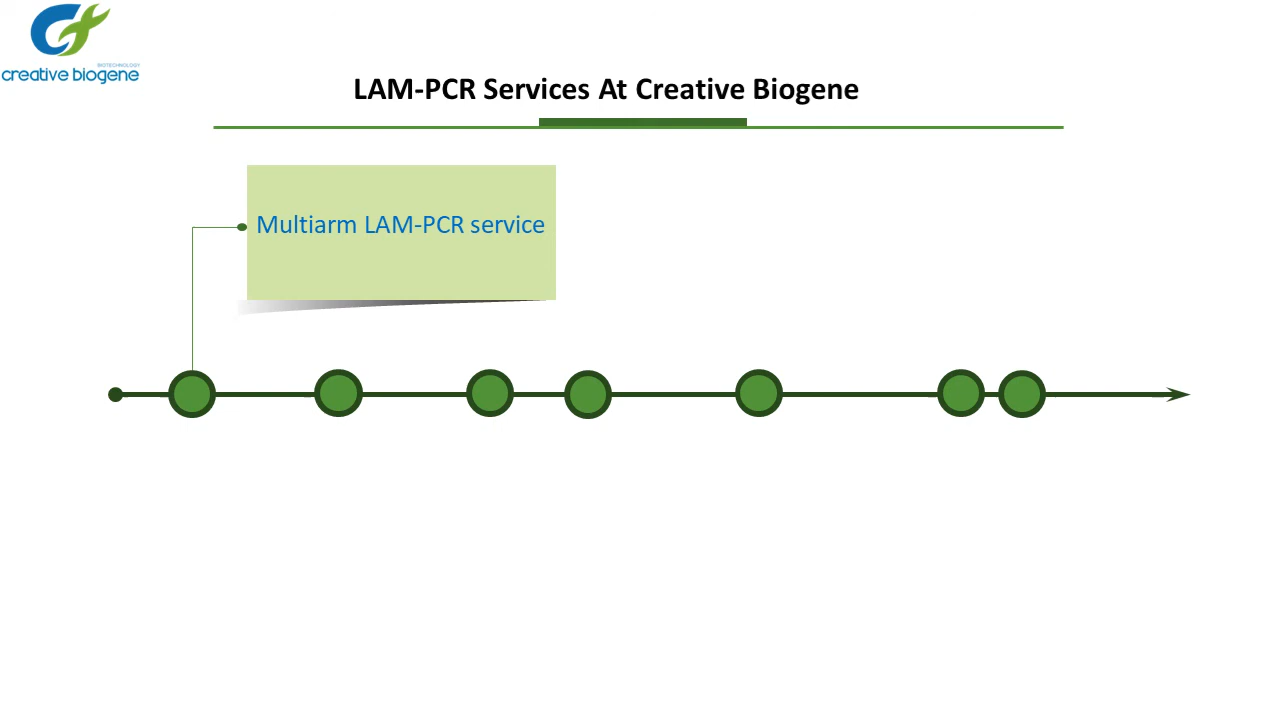 BIOTECHNOLOGY
creative biogene
LAM-PCR Services At Creative Biogene
Multiarm LAM-PCR service